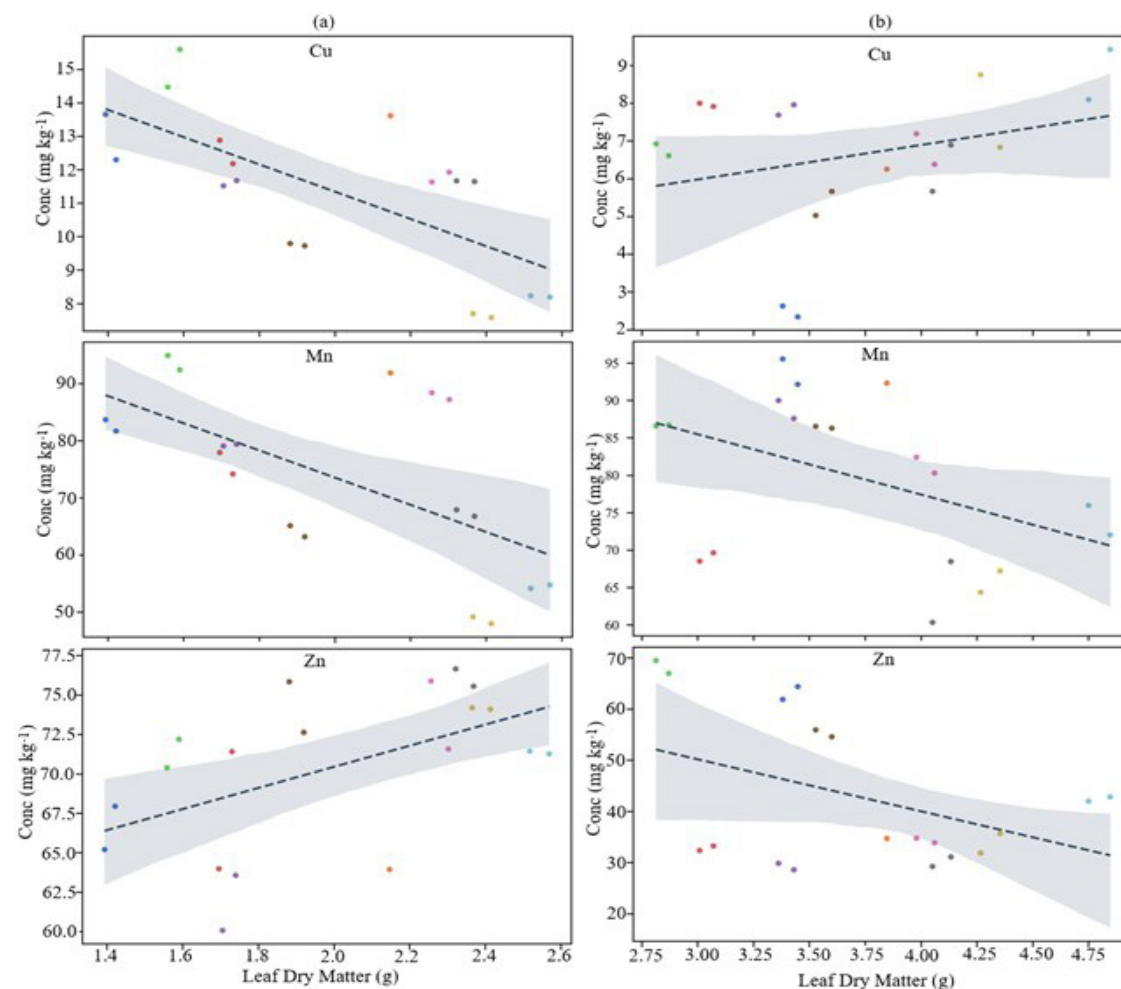 (a)
Cu
Conc (mg kg-1)
15
14
13
12
11
10
9
8
Mn
Conc (mg kg-1)
90
80
70
60
50
Zn
Conc (mg kg-1)
77.5
75.0
72.5
70.0
67.5
65.0
62.5
60.0
1.4 1.6 1.8 2.0 2.2 2.4 2.6
Leaf Dry Matter (g)
(b)
Cu
Conc (mg kg-1)
9
8
7
6
5
4
3
2
Mn
Conc (mg kg-1)
95
90
85
80
75
70
65
60
Zn
Conc (mg kg-1)
70
60
50
40
30
20
2.75 3.00 3.25 3.50 3.75 4.00 4.25 4.50 4.75
Leaf Dry Matter (g)